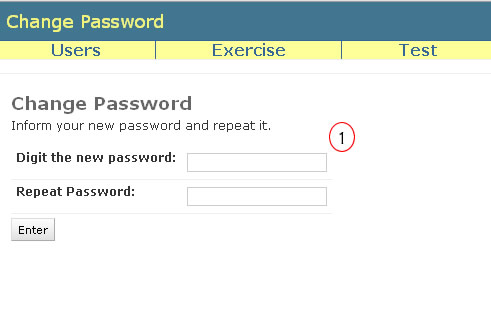 Change Password
Users Exercise Test
Change Password
Inform your new password and repeat it.
1
Digit the new password:
Repeat Password:
Enter